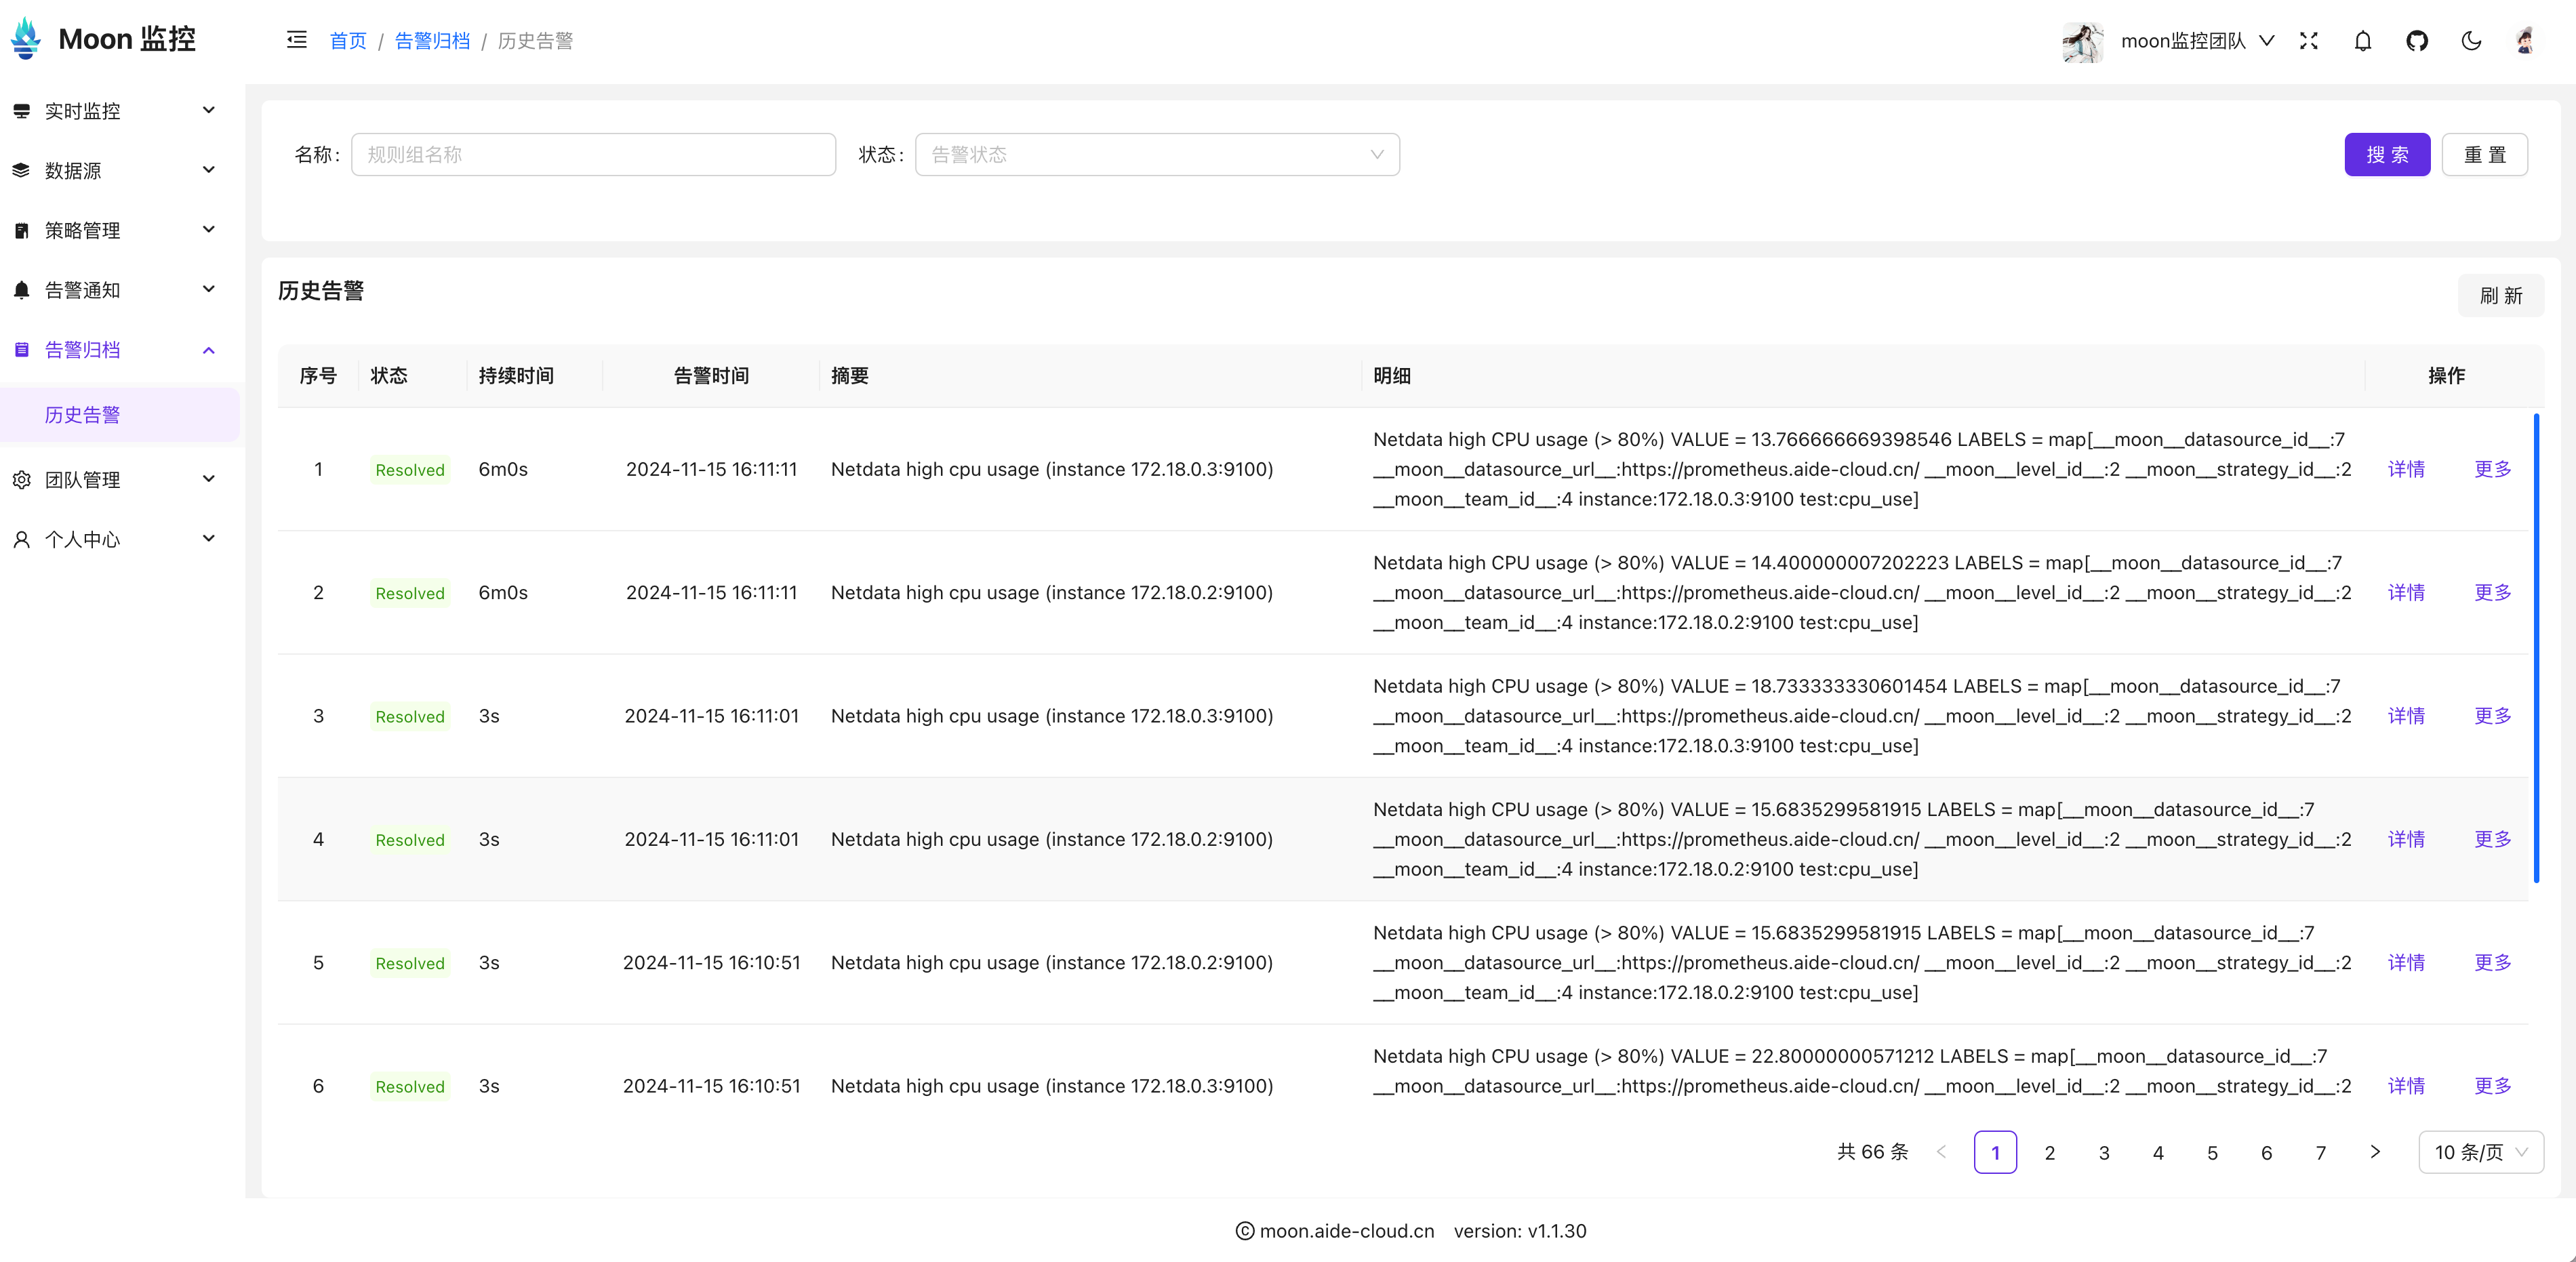 Moon 监控
首页 / 告警归档 / 历史告警
moon监控团队
实时监控
数据源
策略管理
告警通知
告警归档
历史告警
团队管理
个人中心
名称: 规则组名称 状态: 告警状态 搜 索 重 置
历史告警 刷 新
序号 状态 持续时间 告警时间 摘要 明细 操作
1 Resolved 6m0s 2024-11-15 16:11:11 Netdata high cpu usage (instance 172.18.0.3:9100)
Netdata high CPU usage (> 80%) VALUE = 13.766666669398546 LABELS = map[__moon__datasource_id__:7
__moon__datasource_url__:https://prometheus.aide-cloud.cn/ __moon__level_id__:2 __moon__strategy_id__:2
__moon__team_id__:4 instance:172.18.0.3:9100 test:cpu_use]
详情 更多
2 Resolved 6m0s 2024-11-15 16:11:11 Netdata high cpu usage (instance 172.18.0.2:9100)
Netdata high CPU usage (> 80%) VALUE = 14.400000007202223 LABELS = map[__moon__datasource_id__:7
__moon__datasource_url__:https://prometheus.aide-cloud.cn/ __moon__level_id__:2 __moon__strategy_id__:2
__moon__team_id__:4 instance:172.18.0.2:9100 test:cpu_use]
详情 更多
3 Resolved 3s 2024-11-15 16:11:01 Netdata high cpu usage (instance 172.18.0.3:9100)
Netdata high CPU usage (> 80%) VALUE = 18.733333330601454 LABELS = map[__moon__datasource_id__:7
__moon__datasource_url__:https://prometheus.aide-cloud.cn/ __moon__level_id__:2 __moon__strategy_id__:2
__moon__team_id__:4 instance:172.18.0.3:9100 test:cpu_use]
详情 更多
4 Resolved 3s 2024-11-15 16:11:01 Netdata high cpu usage (instance 172.18.0.2:9100)
Netdata high CPU usage (> 80%) VALUE = 15.6835299581915 LABELS = map[__moon__datasource_id__:7
__moon__datasource_url__:https://prometheus.aide-cloud.cn/ __moon__level_id__:2 __moon__strategy_id__:2
__moon__team_id__:4 instance:172.18.0.2:9100 test:cpu_use]
详情 更多
5 Resolved 3s 2024-11-15 16:10:51 Netdata high cpu usage (instance 172.18.0.2:9100)
Netdata high CPU usage (> 80%) VALUE = 15.6835299581915 LABELS = map[__moon__datasource_id__:7
__moon__datasource_url__:https://prometheus.aide-cloud.cn/ __moon__level_id__:2 __moon__strategy_id__:2
__moon__team_id__:4 instance:172.18.0.2:9100 test:cpu_use]
详情 更多
6 Resolved 3s 2024-11-15 16:10:51 Netdata high cpu usage (instance 172.18.0.3:9100)
Netdata high CPU usage (> 80%) VALUE = 22.80000000571212 LABELS = map[__moon__datasource_id__:7
__moon__datasource_url__:https://prometheus.aide-cloud.cn/ __moon__level_id__:2 __moon__strategy_id__:2
详情 更多
共 66 条 < 1 2 3 4 5 6 7 > 10 条/页
© moon.aide-cloud.cn version: v1.1.30